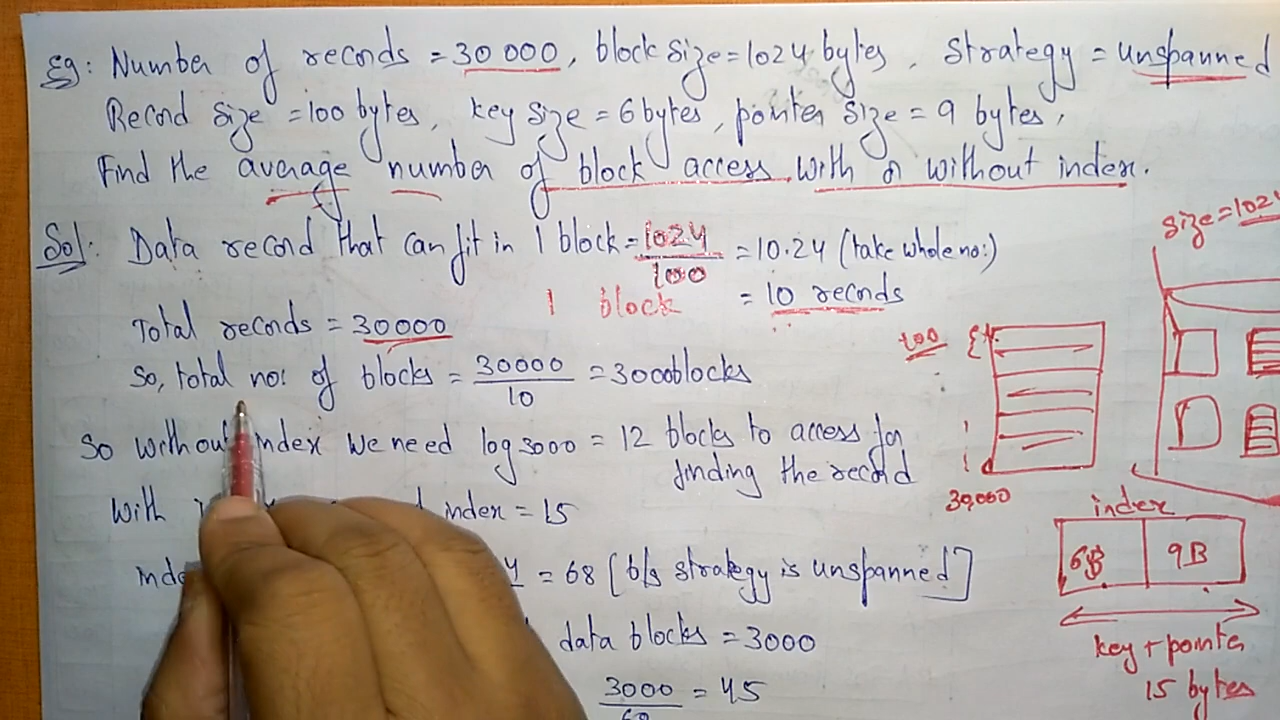 Eg: Number of records = 30 000, block size = 1024 bytes, Strategy = unspanned
Record size = 100 bytes, key size = 6 bytes, pointer size = 9 bytes,
Find the average number of block access with & without index.
Sol: Data record that can fit in 1 block = 1024/100 = 10.24 (take whole no:)
1 block = 10 records
Total records = 30000
So, total no: of blocks = 30000/10 = 3000blocks
So without index we need log 3000 = 12 blocks to access for
finding the record
With index = 15
= 68 [b/s strategy is unspanned]
data blocks = 3000
3000/68 = 45
size = 1024
100
30,000
index
6B 9B
key + pointer
15 bytes